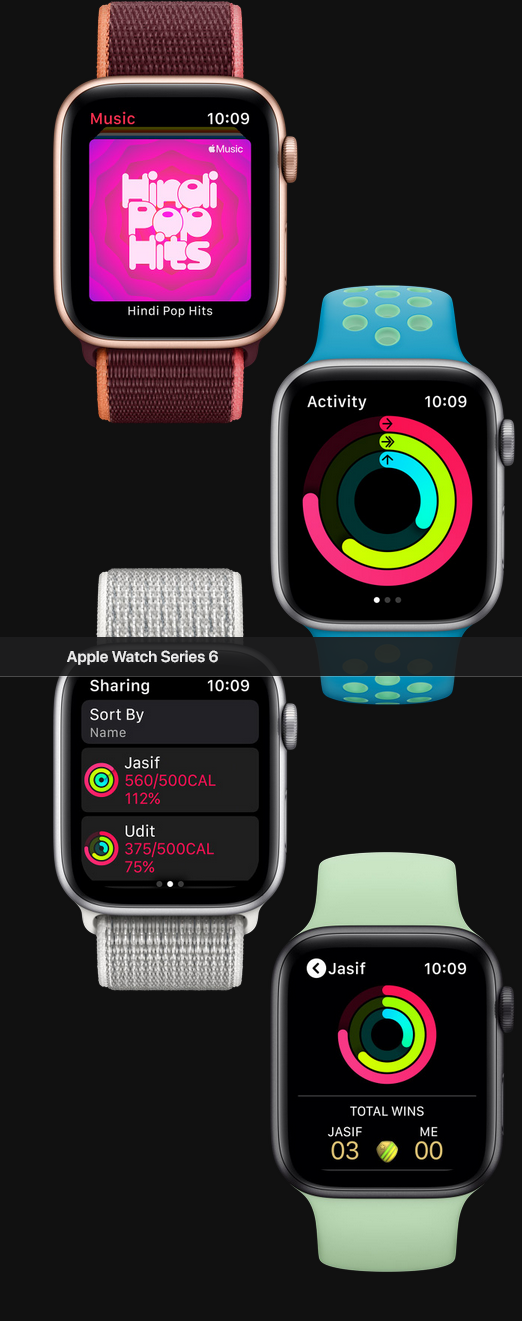 Music 10:09
Music
Hindi
Pop
Hits
Hindi Pop Hits
Activity 10:09
Apple Watch Series 6
Sharing 10:09
Sort By
Name
Jasif
560/500CAL
112%
Udit
375/500CAL
75%
Jasif 10:09
TOTAL WINS
JASIF ME
03 00